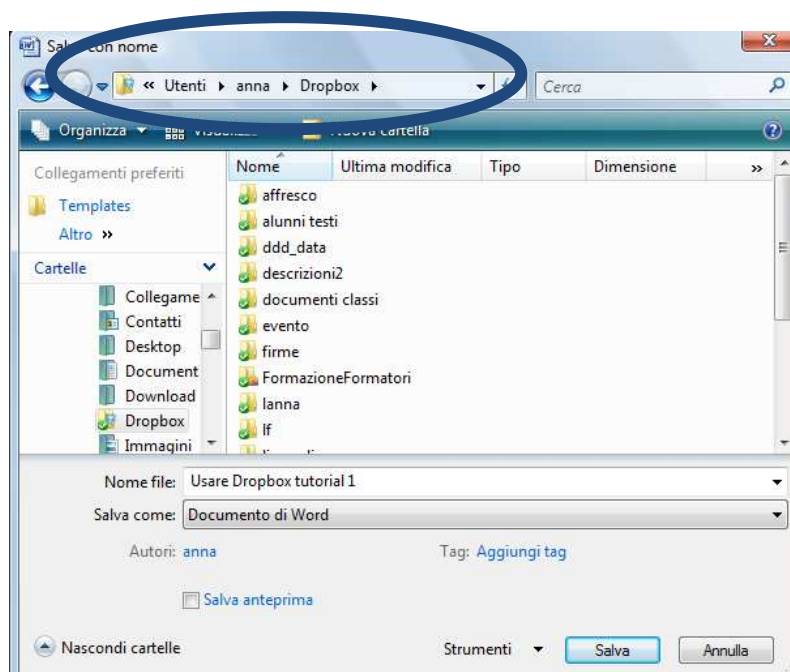 Salva con nome
« Utenti anna Dropbox
Cerca
Organizza Visualizza Nuova cartella
Collegamenti preferiti
Templates
Altro »
Cartelle
Collegame
Contatti
Desktop
Document
Download
Dropbox
Immagini
Nome Ultima modifica Tipo Dimensione »
affresco
alunni testi
ddd_data
descrizioni2
documenti classi
evento
firme
FormazioneFormatori
lanna
lf
Nome file: Usare Dropbox tutorial 1
Salva come: Documento di Word
Autori: anna Tag: Aggiungi tag
Salva anteprima
Nascondi cartelle Strumenti Salva Annulla